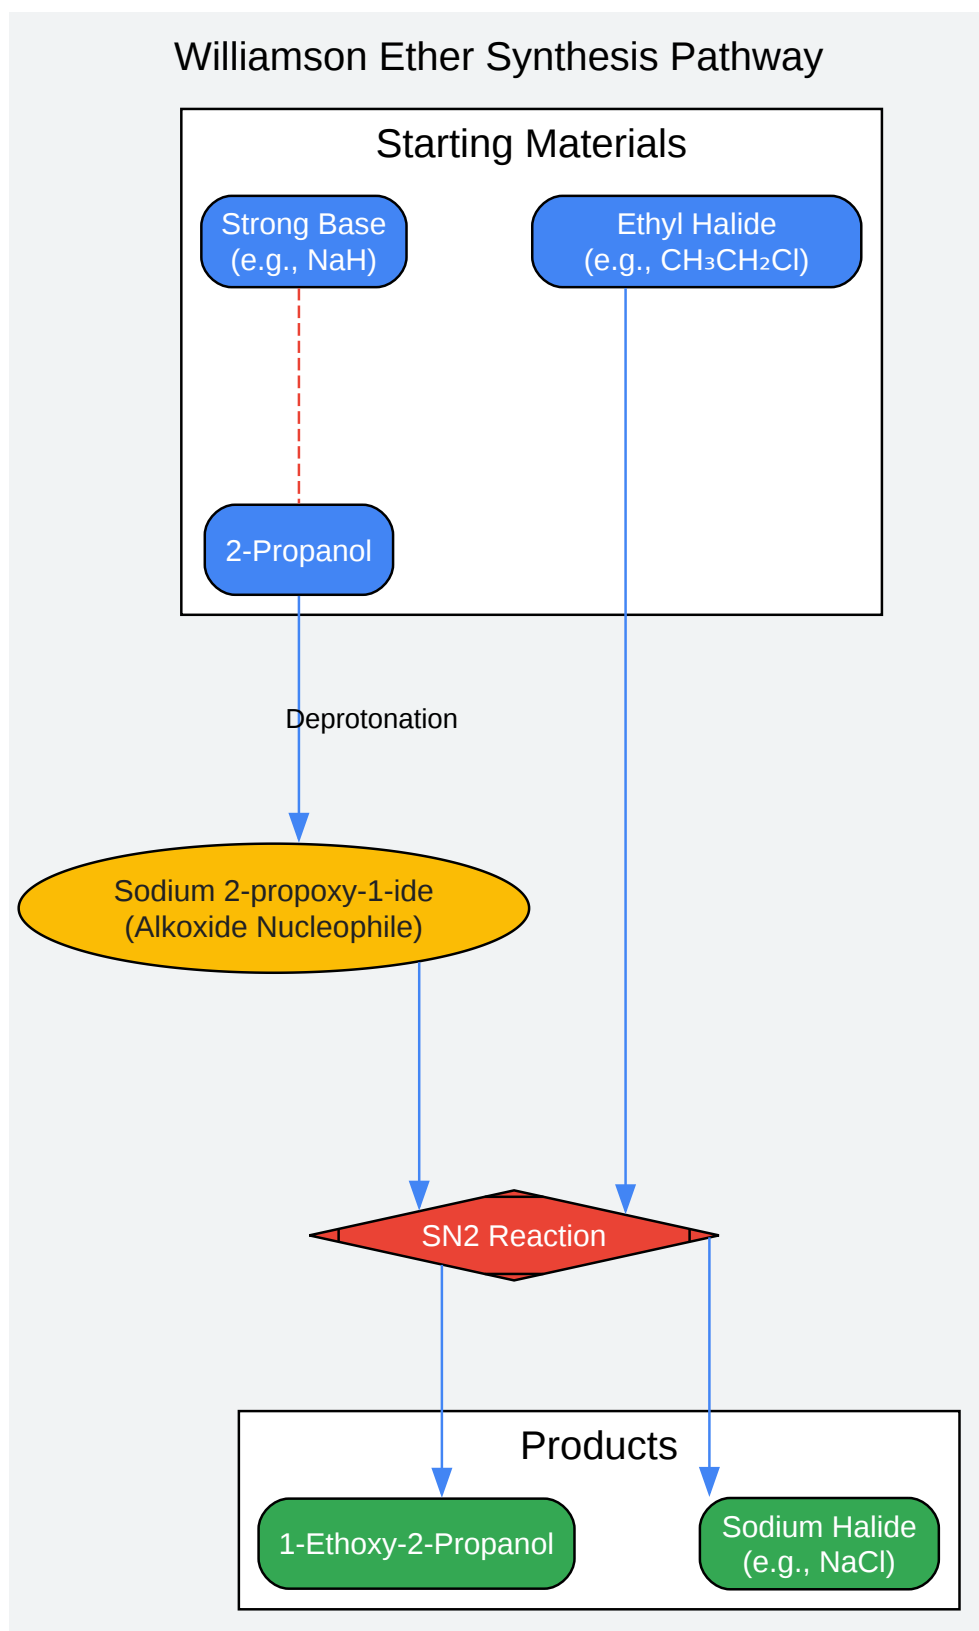 Williamson Ether Synthesis Pathway
Starting Materials
Strong Base
(e.g., NaH)
Ethyl Halide
(e.g., CH₃CH₂Cl)
2-Propanol
Deprotonation
Sodium 2-propoxy-1-ide
(Alkoxide Nucleophile)
SN2 Reaction
Products
1-Ethoxy-2-Propanol
Sodium Halide
(e.g., NaCl)